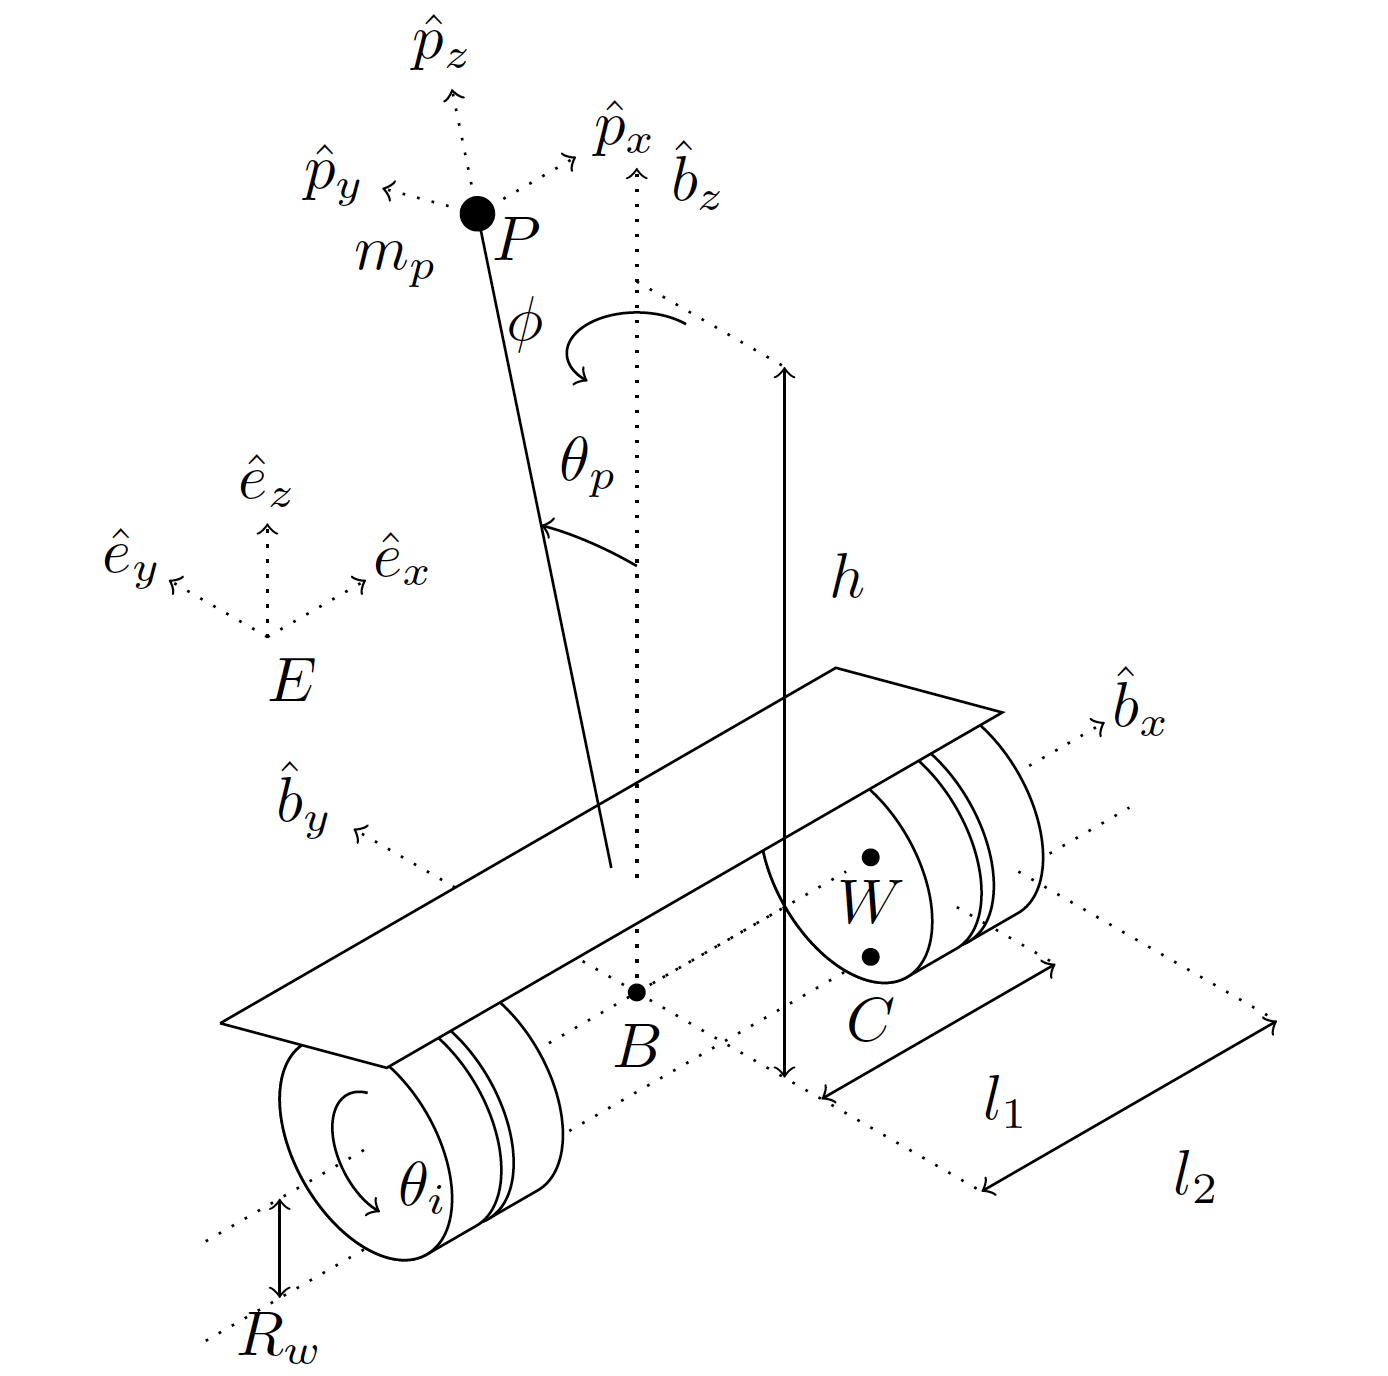 p̂_z
p̂_x
p̂_y
b̂_z
P
m_p
ϕ
θ_p
ê_z
ê_y
ê_x
h
E
b̂_x
b̂_y
W
C
B
l_1
θ_i
l_2
R_w